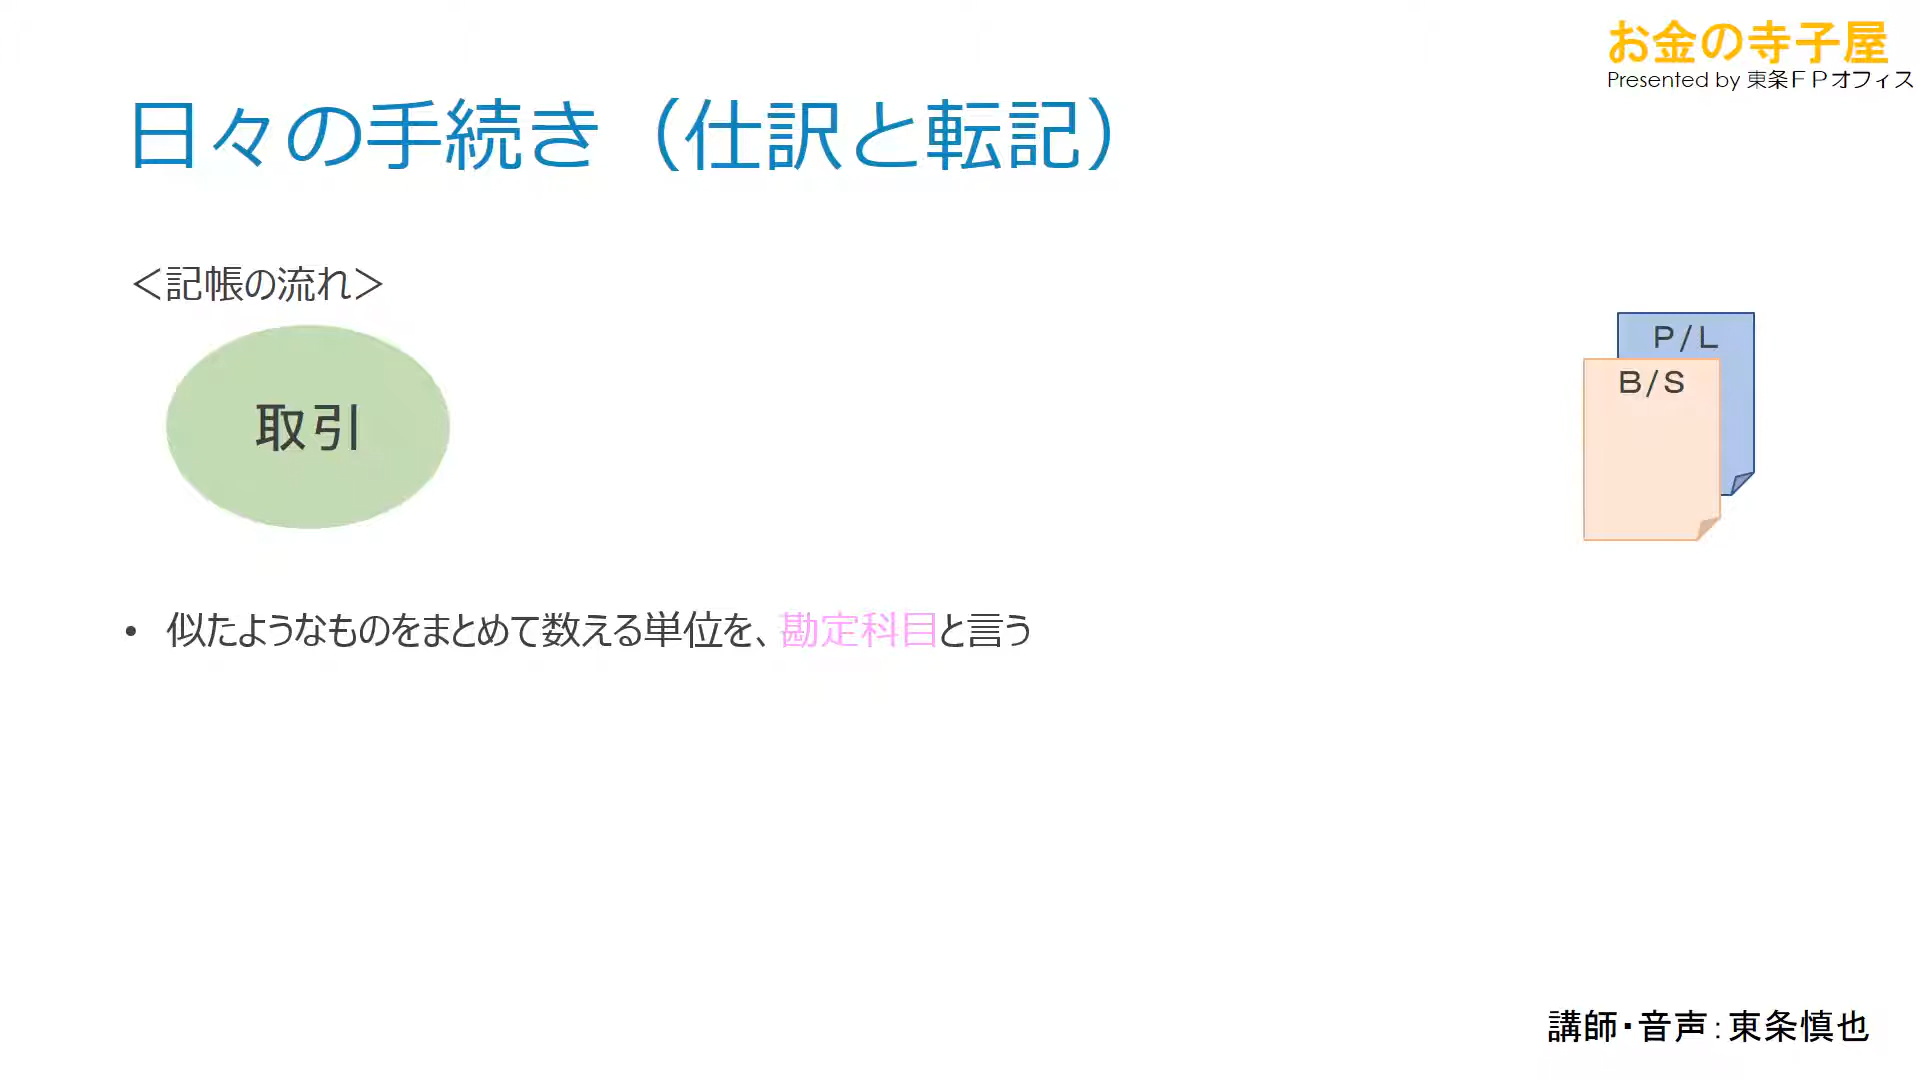 お金の寺子屋
Presented by 東条ＦＰオフィス
日々の手続き（仕訳と転記）
＜記帳の流れ＞
取引
Ｐ/Ｌ
Ｂ/Ｓ
• 似たようなものをまとめて数える単位を、勘定科目と言う
講師・音声：東条慎也